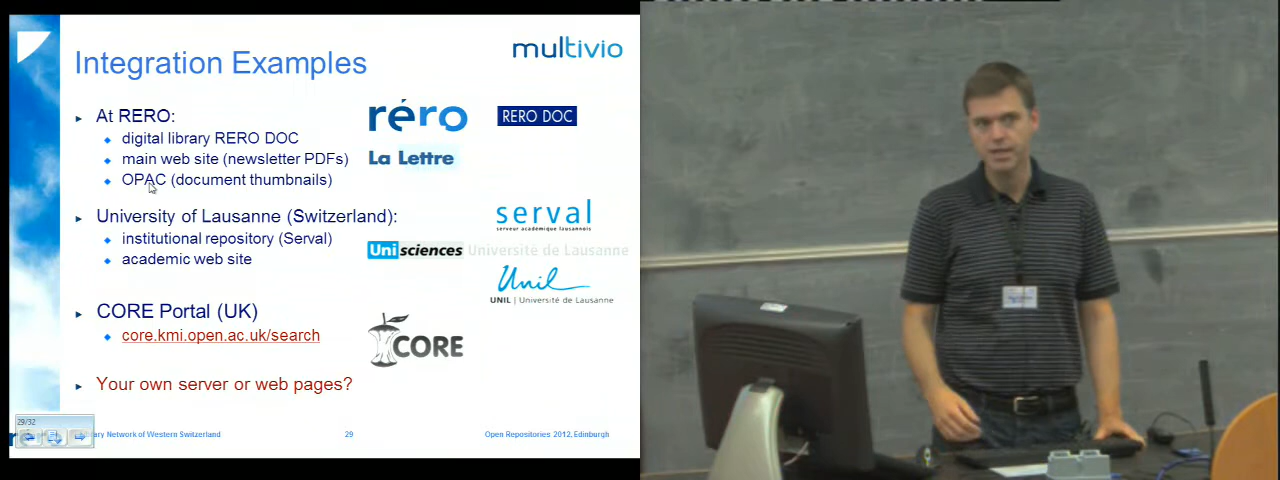 Integration Examples
multivio
At RERO:
digital library RERO DOC
main web site (newsletter PDFs)
OPAC (document thumbnails)
réro
RERO DOC
La Lettre
University of Lausanne (Switzerland):
institutional repository (Serval)
academic web site
serval
serveur académique lausannois
Uni sciences Université de Lausanne
Unil
UNIL | Université de Lausanne
CORE Portal (UK)
core.kmi.open.ac.uk/search
CORE
Your own server or web pages?
29/32
Network of Western Switzerland
29
Open Repositories 2012, Edinburgh